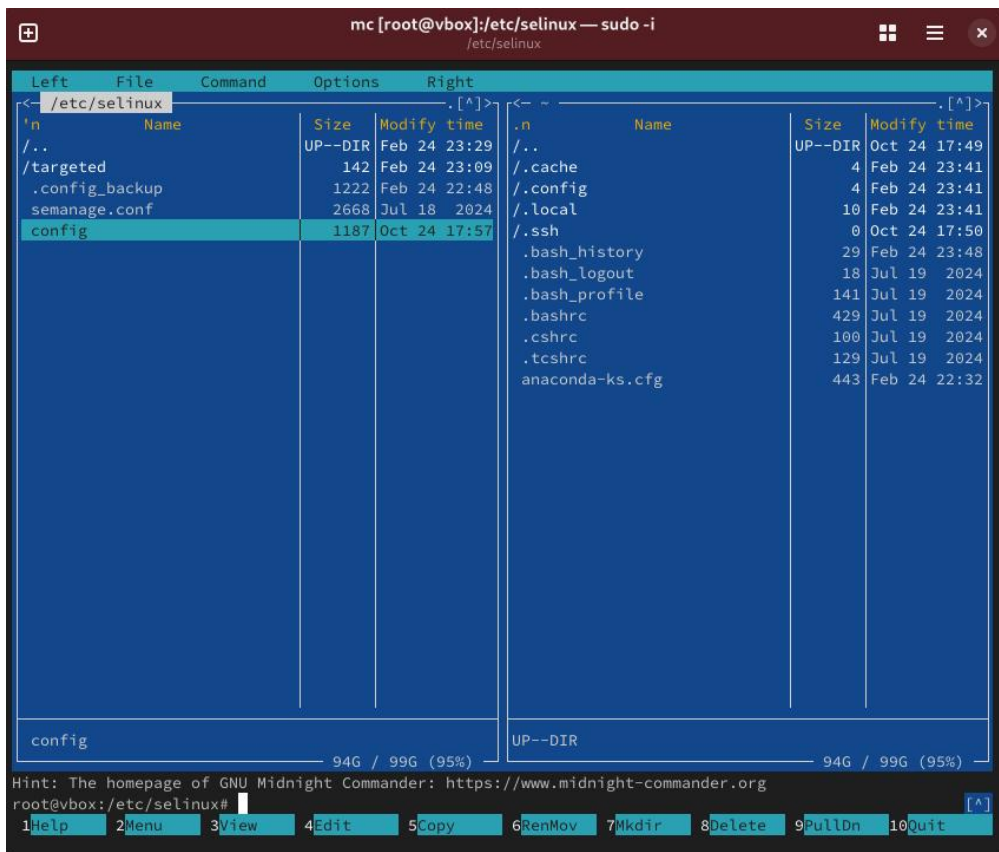 mc [root@vbox]:/etc/selinux — sudo -i
/etc/selinux
Left File Command Options Right
<─ /etc/selinux .[^]>
'n Name Size Modify time
/.. UP--DIR Feb 24 23:29
/targeted 142 Feb 24 23:09
.config_backup 1222 Feb 24 22:48
semanage.conf 2668 Jul 18 2024
config 1187 Oct 24 17:57
config
94G / 99G (95%)
<─ ~ .[^]>
.n Name Size Modify time
/.. UP--DIR Oct 24 17:49
/.cache 4 Feb 24 23:41
/.config 4 Feb 24 23:41
/.local 10 Feb 24 23:41
/.ssh 0 Oct 24 17:50
.bash_history 29 Feb 24 23:48
.bash_logout 18 Jul 19 2024
.bash_profile 141 Jul 19 2024
.bashrc 429 Jul 19 2024
.cshrc 100 Jul 19 2024
.tcshrc 129 Jul 19 2024
anaconda-ks.cfg 443 Feb 24 22:32
UP--DIR
94G / 99G (95%)
Hint: The homepage of GNU Midnight Commander: https://www.midnight-commander.org
root@vbox:/etc/selinux# [^]
1Help 2Menu 3View 4Edit 5Copy 6RenMov 7Mkdir 8Delete 9PullDn 10Quit